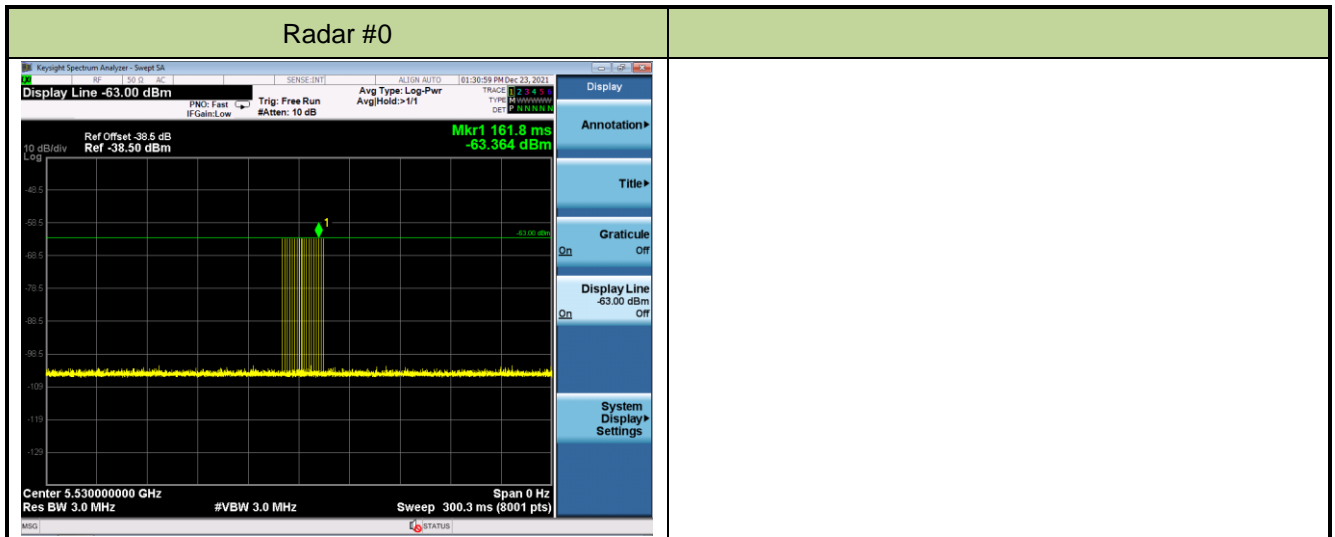 Radar #0
Keysight Spectrum Analyzer - Swept SA
RF 50 Ω AC SENSE:INT ALIGN AUTO 01:30:59 PM Dec 23, 2021
Display Line -63.00 dBm
PNO: Fast
IFGain:Low
Trig: Free Run
#Atten: 10 dB
Avg Type: Log-Pwr
Avg|Hold:>1/1
TRACE 1 2 3 4 5 6
TYPE M WWWWW
DET P N N N N N
Display
Mkr1 161.8 ms
-63.364 dBm
Ref Offset -38.5 dB
10 dB/div Ref -38.50 dBm
Log
-48.5
-58.5
-68.5
-78.5
-88.5
-98.5
-109
-119
-129
1
-63.00 dBm
Annotation
Title
Graticule
On Off
Display Line
-63.00 dBm
On Off
System
Display
Settings
Center 5.530000000 GHz Span 0 Hz
Res BW 3.0 MHz #VBW 3.0 MHz Sweep 300.3 ms (8001 pts)
MSG STATUS